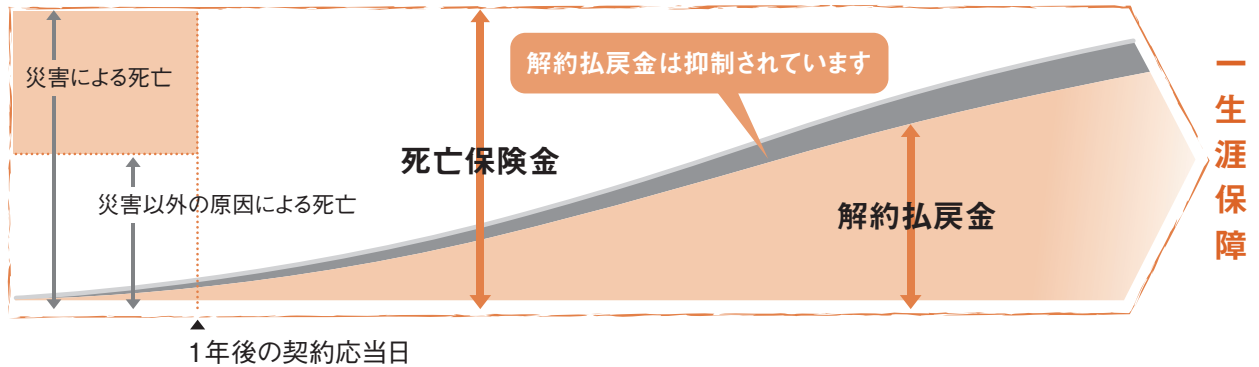 災害による死亡
解約払戻金は抑制されています
死亡保険金
災害以外の原因による死亡
解約払戻金
一生涯保障
1年後の契約応当日